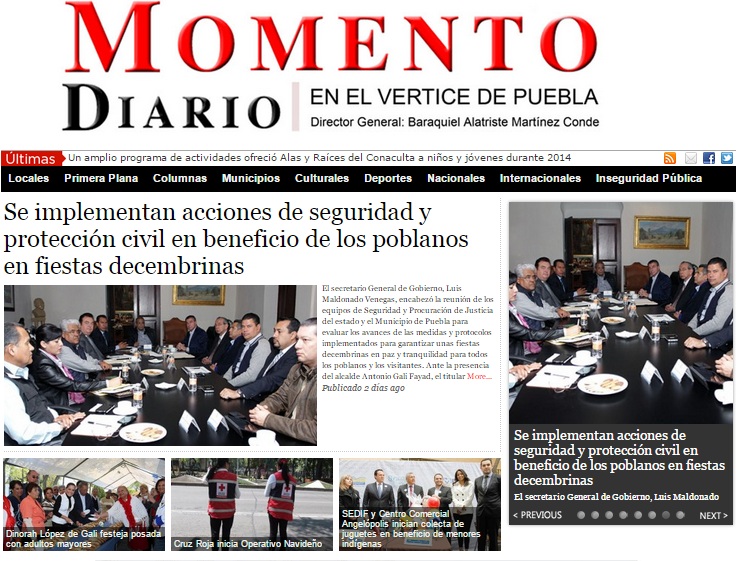 MOMENTO
DIARIO
EN EL VERTICE DE PUEBLA
Director General: Baraquiel Alatriste Martínez Conde
Últimas
Un amplio programa de actividades ofreció Alas y Raíces del Conaculta a niños y jóvenes durante 2014
Locales Primera Plana Columnas Municipios Culturales Deportes Nacionales Internacionales Inseguridad Pública
Se implementan acciones de seguridad y
protección civil en beneficio de los poblanos
en fiestas decembrinas
El secretario General de Gobierno, Luis
Maldonado Venegas, encabezó la reunión de los
equipos de Seguridad y Procuración de Justicia
del estado y el Municipio de Puebla para
evaluar los avances de las medidas y protocolos
implementados para garantizar unas fiestas
decembrinas en paz y tranquilidad para todos
los poblanos y los visitantes. Ante la presencia
del alcalde Antonio Gali Fayad, el titular More...
Publicado 2 días ago
Se implementan acciones de
seguridad y protección civil en
beneficio de los poblanos en fiestas
decembrinas
El secretario General de Gobierno, Luis Maldonado
< PREVIOUS
NEXT >
Dinorah López de Gali festeja posada
con adultos mayores
Cruz Roja inicia Operativo Navideño
SEDIF y Centro Comercial
Angelópolis inician colecta de
juguetes en beneficio de menores
indígenas